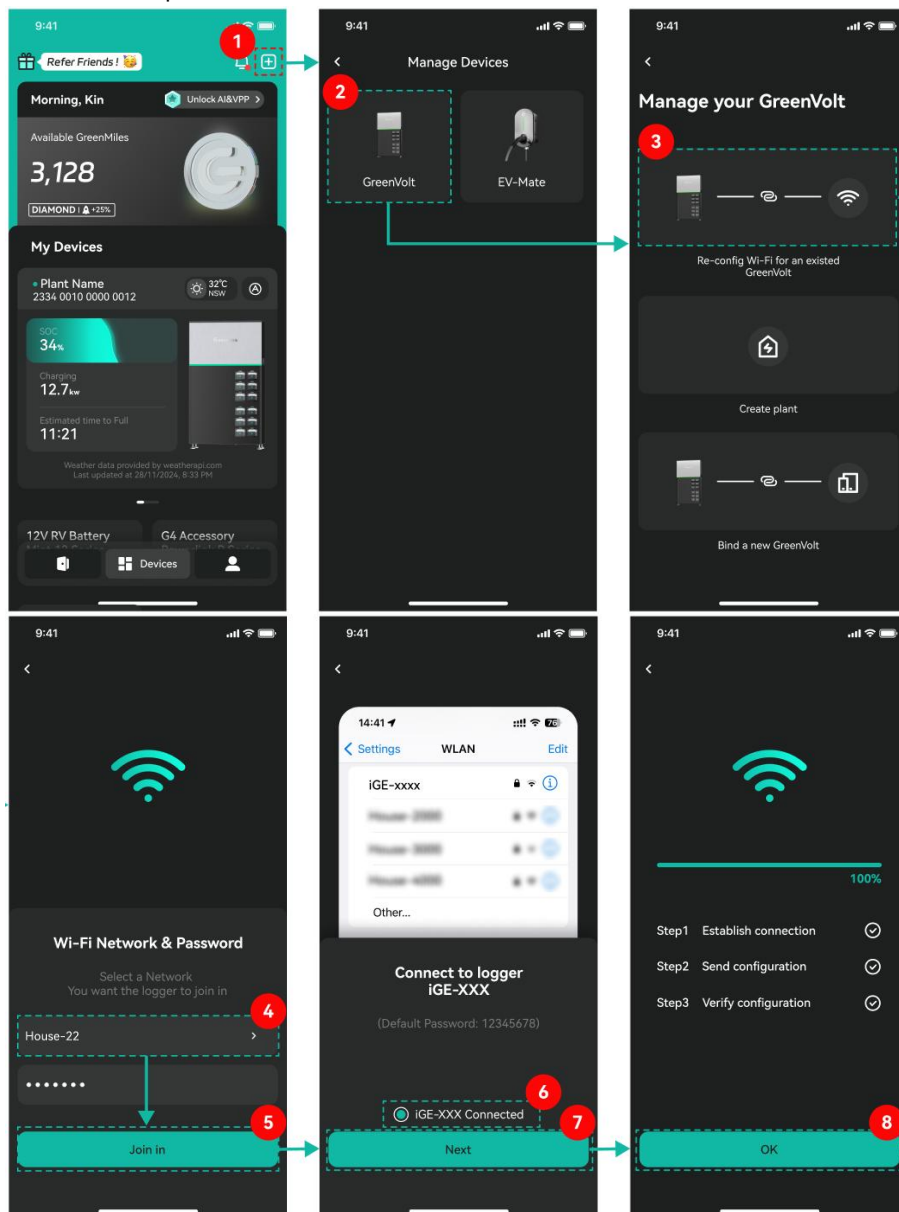 9:41
1
Refer Friends!
Morning, Kin
Unlock AI&VPP >
Available GreenMiles
3,128
DIAMOND | +25%
My Devices
Plant Name
2334 0010 0000 0012
32°C
NSW
SOC
34%
Charging
12.7kw
Estimated time to Full
11:21
Weather data provided by weatherapi.com
Last updated at 28/11/2024, 8:33 PM
12V RV Battery
G4 Accessory
Devices
9:41
Manage Devices
2
GreenVolt
EV-Mate
9:41
Manage your GreenVolt
3
Re-config Wi-Fi for an existed
GreenVolt
Create plant
Bind a new GreenVolt
9:41
Wi-Fi Network & Password
Select a Network
You want the logger to join in
4
House-22
•••••••
5
Join in
9:41
14:41
76
Settings
WLAN
Edit
iGE-xxxx
Other...
Connect to logger
iGE-XXX
(Default Password: 12345678)
6
iGE-XXX Connected
7
Next
9:41
100%
Step1 Establish connection
Step2 Send configuration
Step3 Verify configuration
8
OK